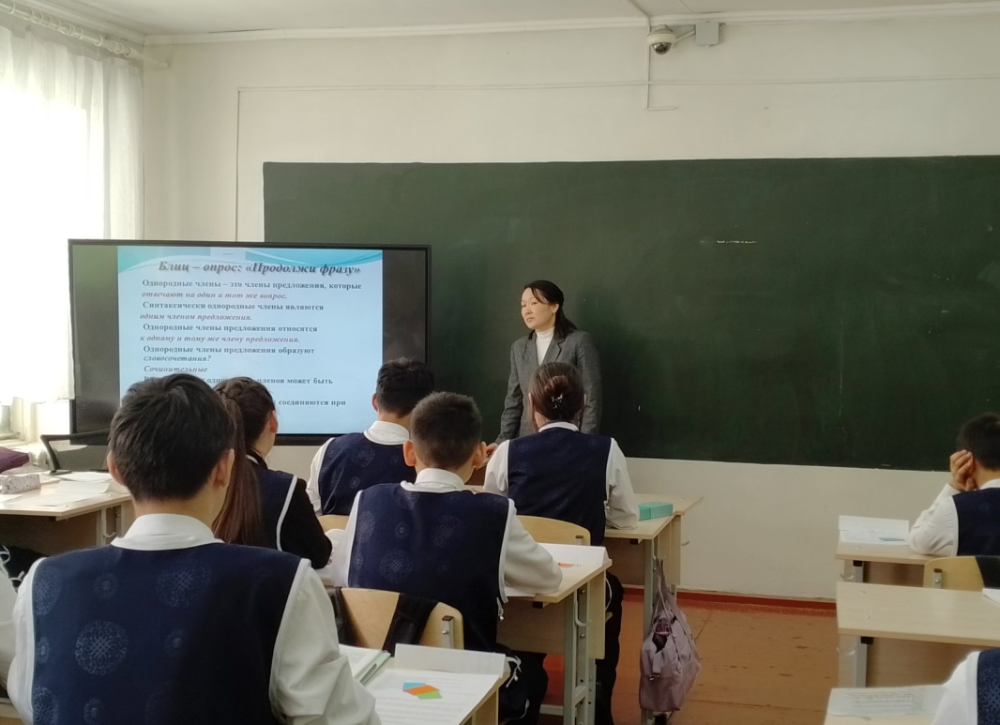 Блиц – опрос: «Продолжи фразу»
Однородные члены – это члены предложения, которые
отвечают на один и тот же вопрос.
Синтаксически однородные члены являются
одним членом предложения.
Однородные члены предложения относятся
к одному и тому же члену предложения.
Однородные члены предложения образуют
словосочетания?
Сочинительные
членов может быть
соединяются при